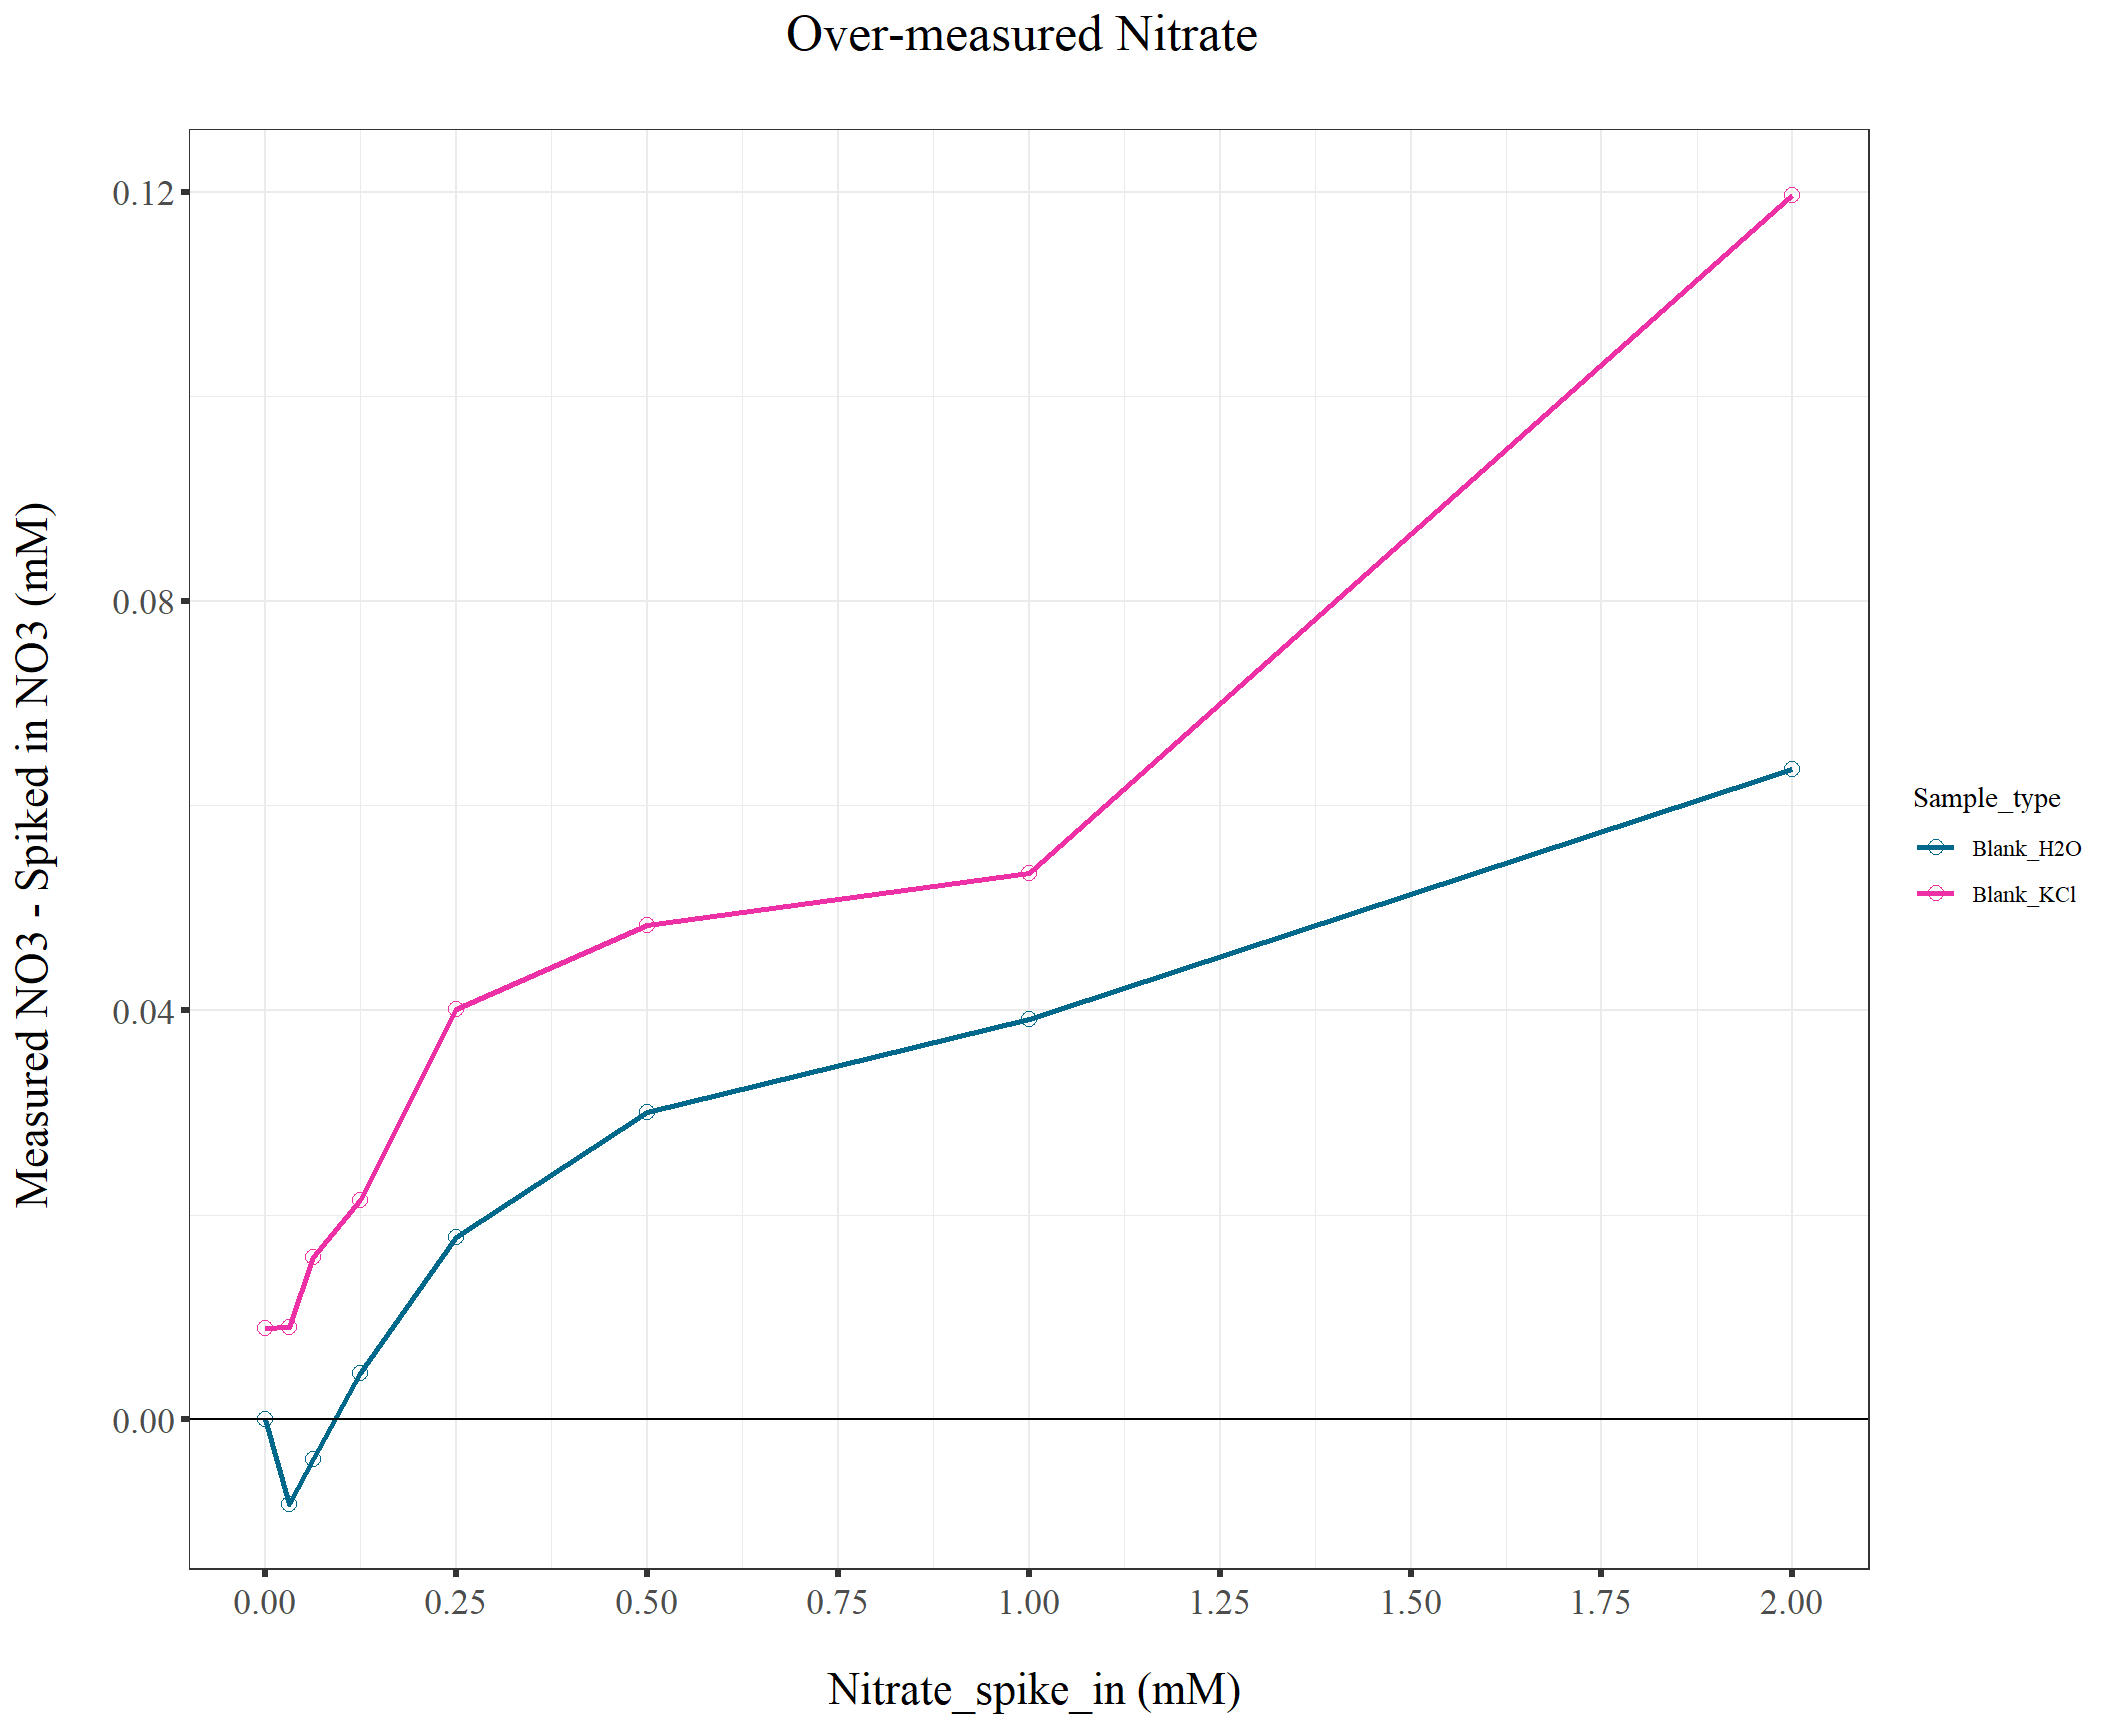 Over-measured Nitrate
Measured NO3 - Spiked in NO3 (mM)
0.12
0.08
0.04
0.00
0.00 0.25 0.50 0.75 1.00 1.25 1.50 1.75 2.00
Nitrate_spike_in (mM)
Sample_type
Blank_H2O
Blank_KCl